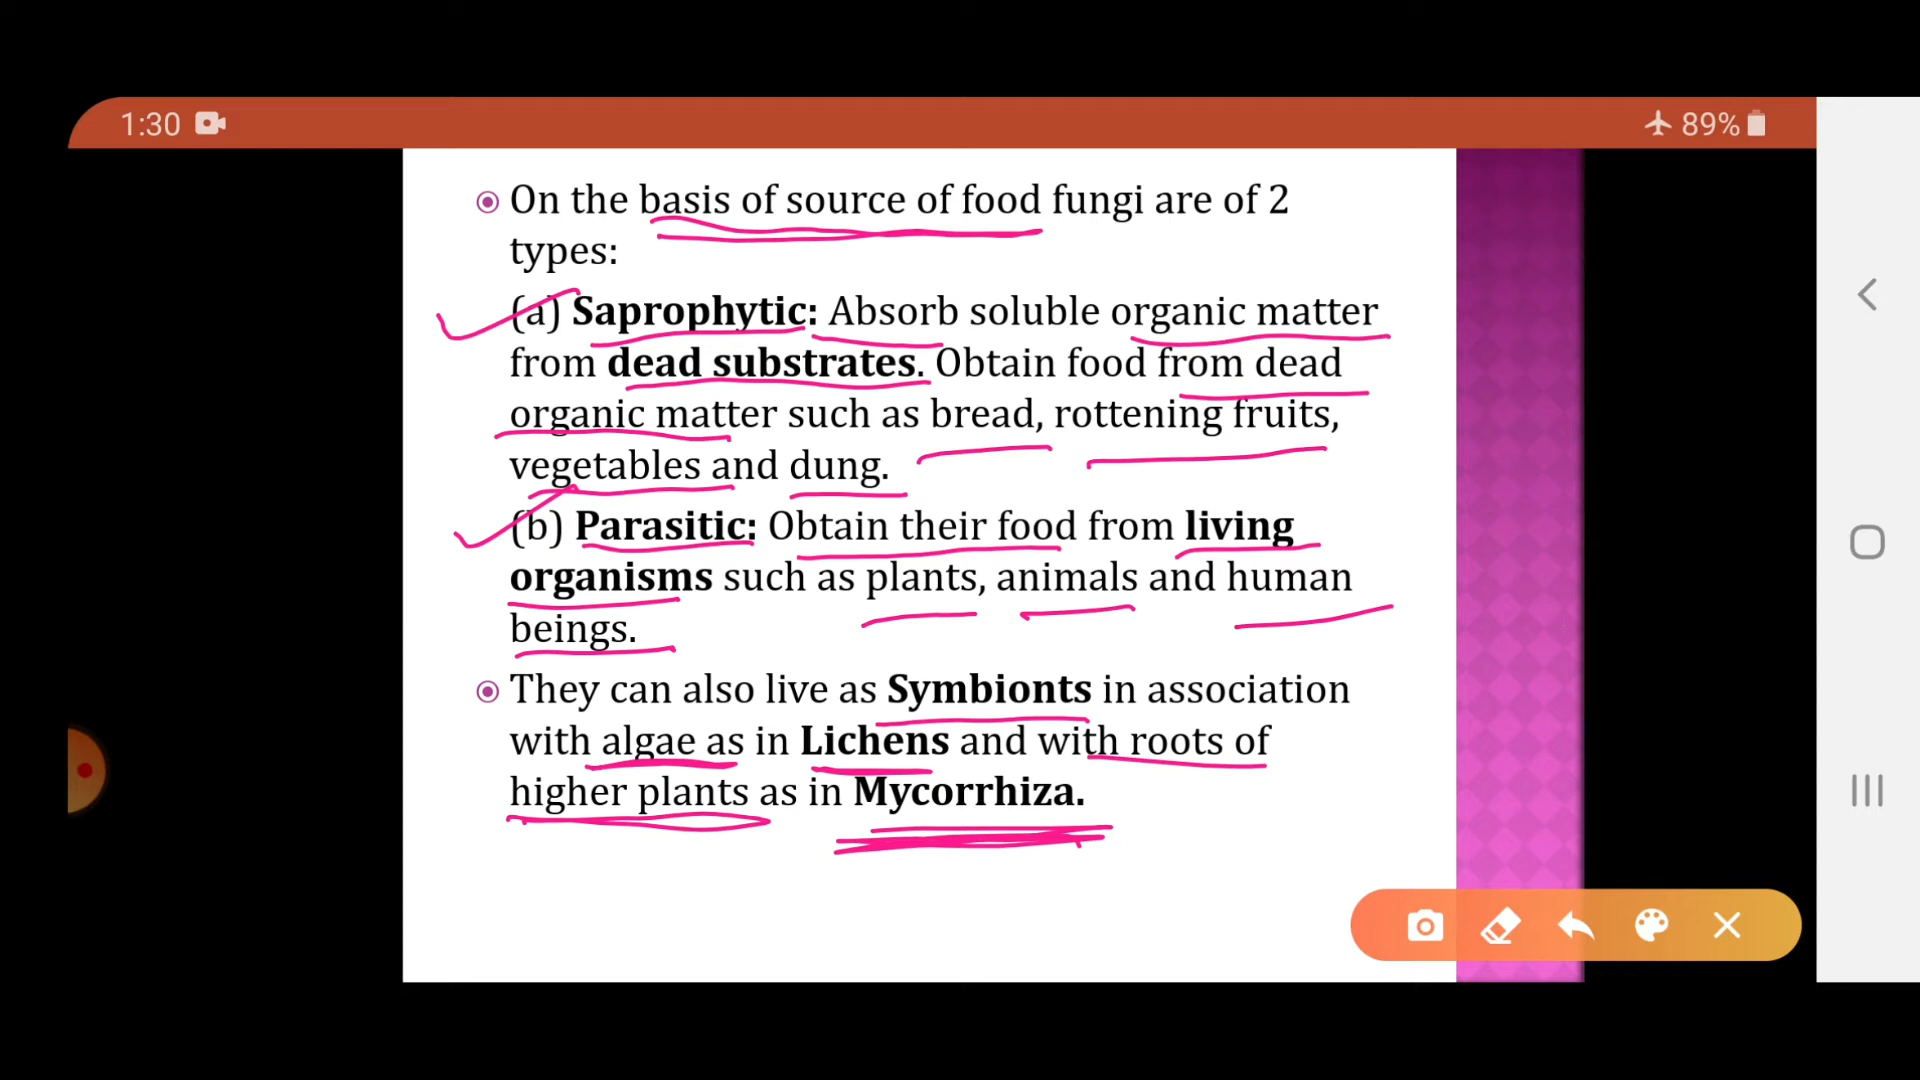 1:30
89%
On the basis of source of food fungi are of 2
types:
(a) Saprophytic: Absorb soluble organic matter
from dead substrates. Obtain food from dead
organic matter such as bread, rottening fruits,
vegetables and dung.
(b) Parasitic: Obtain their food from living
organisms such as plants, animals and human
beings.
They can also live as Symbionts in association
with algae as in Lichens and with roots of
higher plants as in Mycorrhiza.